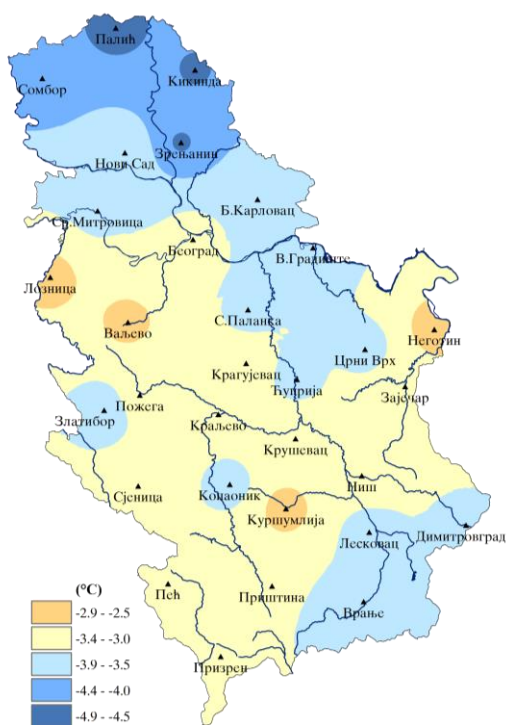 Палић
Кикинда
Сомбор
Зрењанин
Нови Сад
Б.Карловац
Ср.Митровица
Београд
В.Градиште
Лозница
С.Паланка
Ваљево
Неготин
Црни Врх
Крагујевац
Ћуприја
Зајечар
Пожега
Златибор
Краљево
Крушевац
Ниш
Сјеница
Копаоник
Куршумлија
Димитровград
Лесковац
Пећ
Приштина
Врање
Призрен
(°C)
-2.9 - -2.5
-3.4 - -3.0
-3.9 - -3.5
-4.4 - -4.0
-4.9 - -4.5